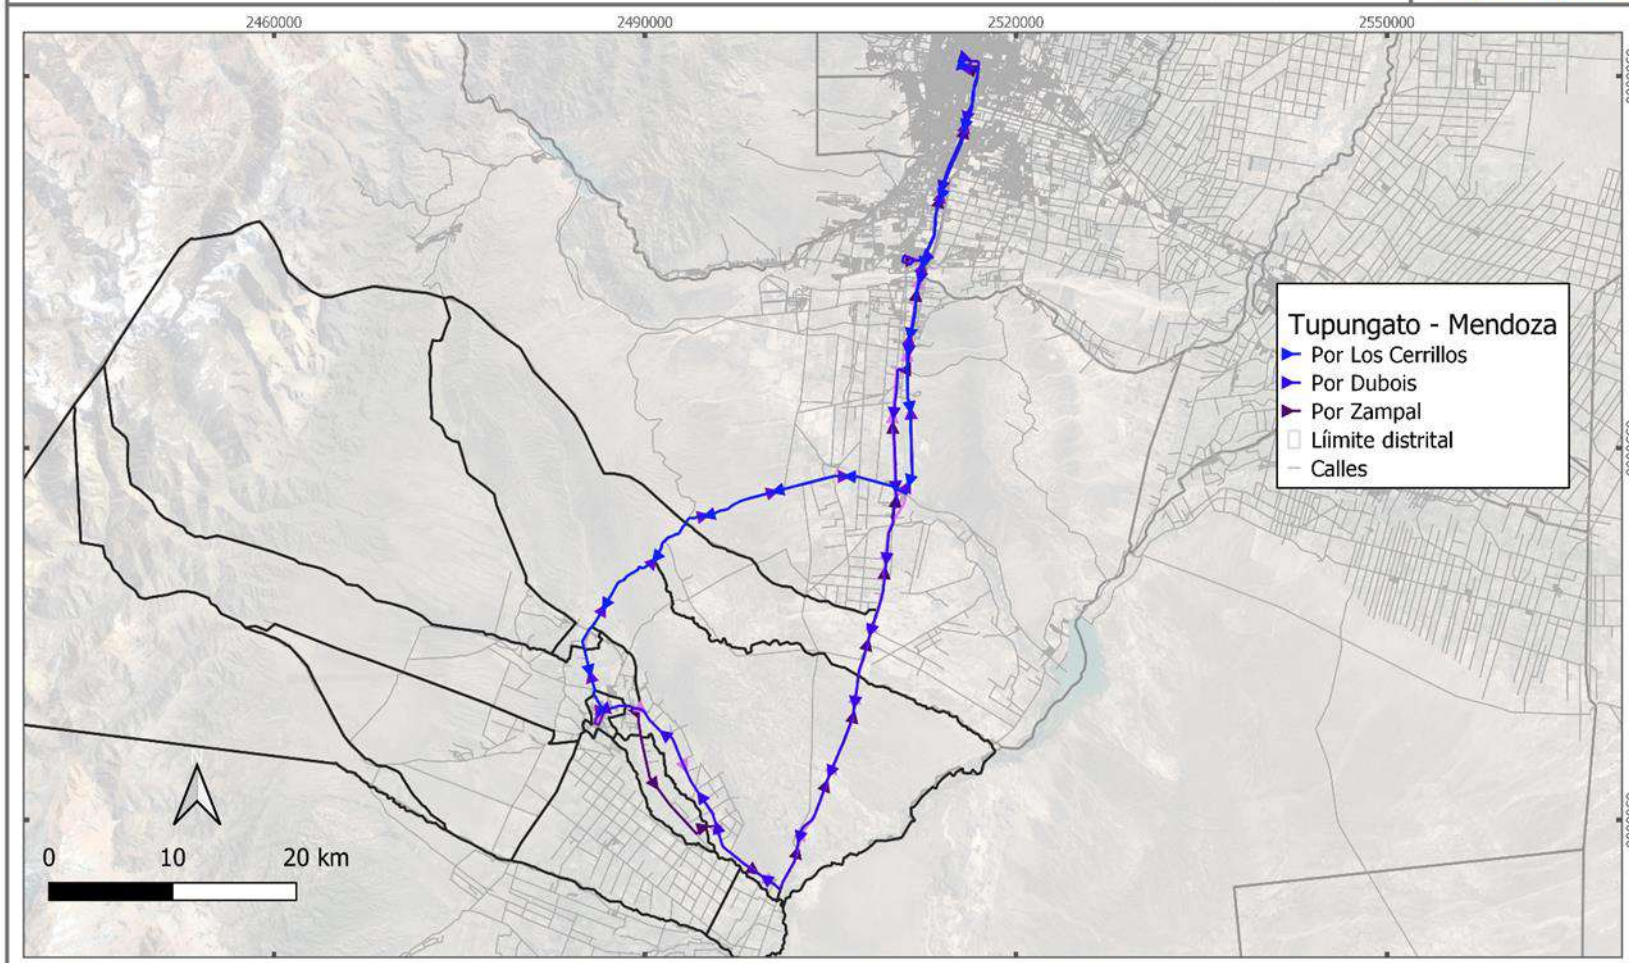 2460000 2490000 2520000 2550000
Tupungato - Mendoza
Por Los Cerrillos
Por Dubois
Por Zampal
Líimite distrital
Calles
0 10 20 km